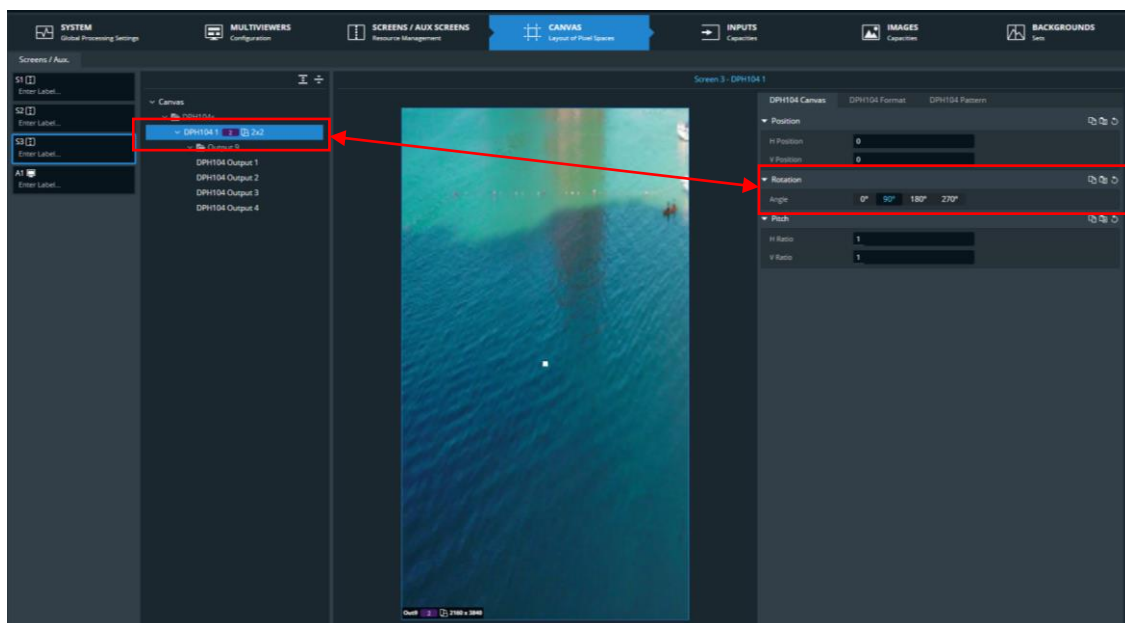 SYSTEM
Global Processing Settings
MULTIVIEWERS
Configuration
SCREENS / AUX SCREENS
Resource Management
CANVAS
Layout of Pixel Spaces
INPUTS
Capacities
IMAGES
Capacities
BACKGROUNDS
Sets
Screens / Aux.
S1
Enter Label...
S2
Enter Label...
S3
Enter Label...
A1
Enter Label...
Canvas
DPH104s
DPH104 1 2 2x2
Output 9
DPH104 Output 1
DPH104 Output 2
DPH104 Output 3
DPH104 Output 4
Screen 3 - DPH104 1
Out9 2 2160 x 3840
DPH104 Canvas DPH104 Format DPH104 Pattern
Position
H Position 0
V Position 0
Rotation
Angle 0° 90° 180° 270°
Pitch
H Ratio 1
V Ratio 1